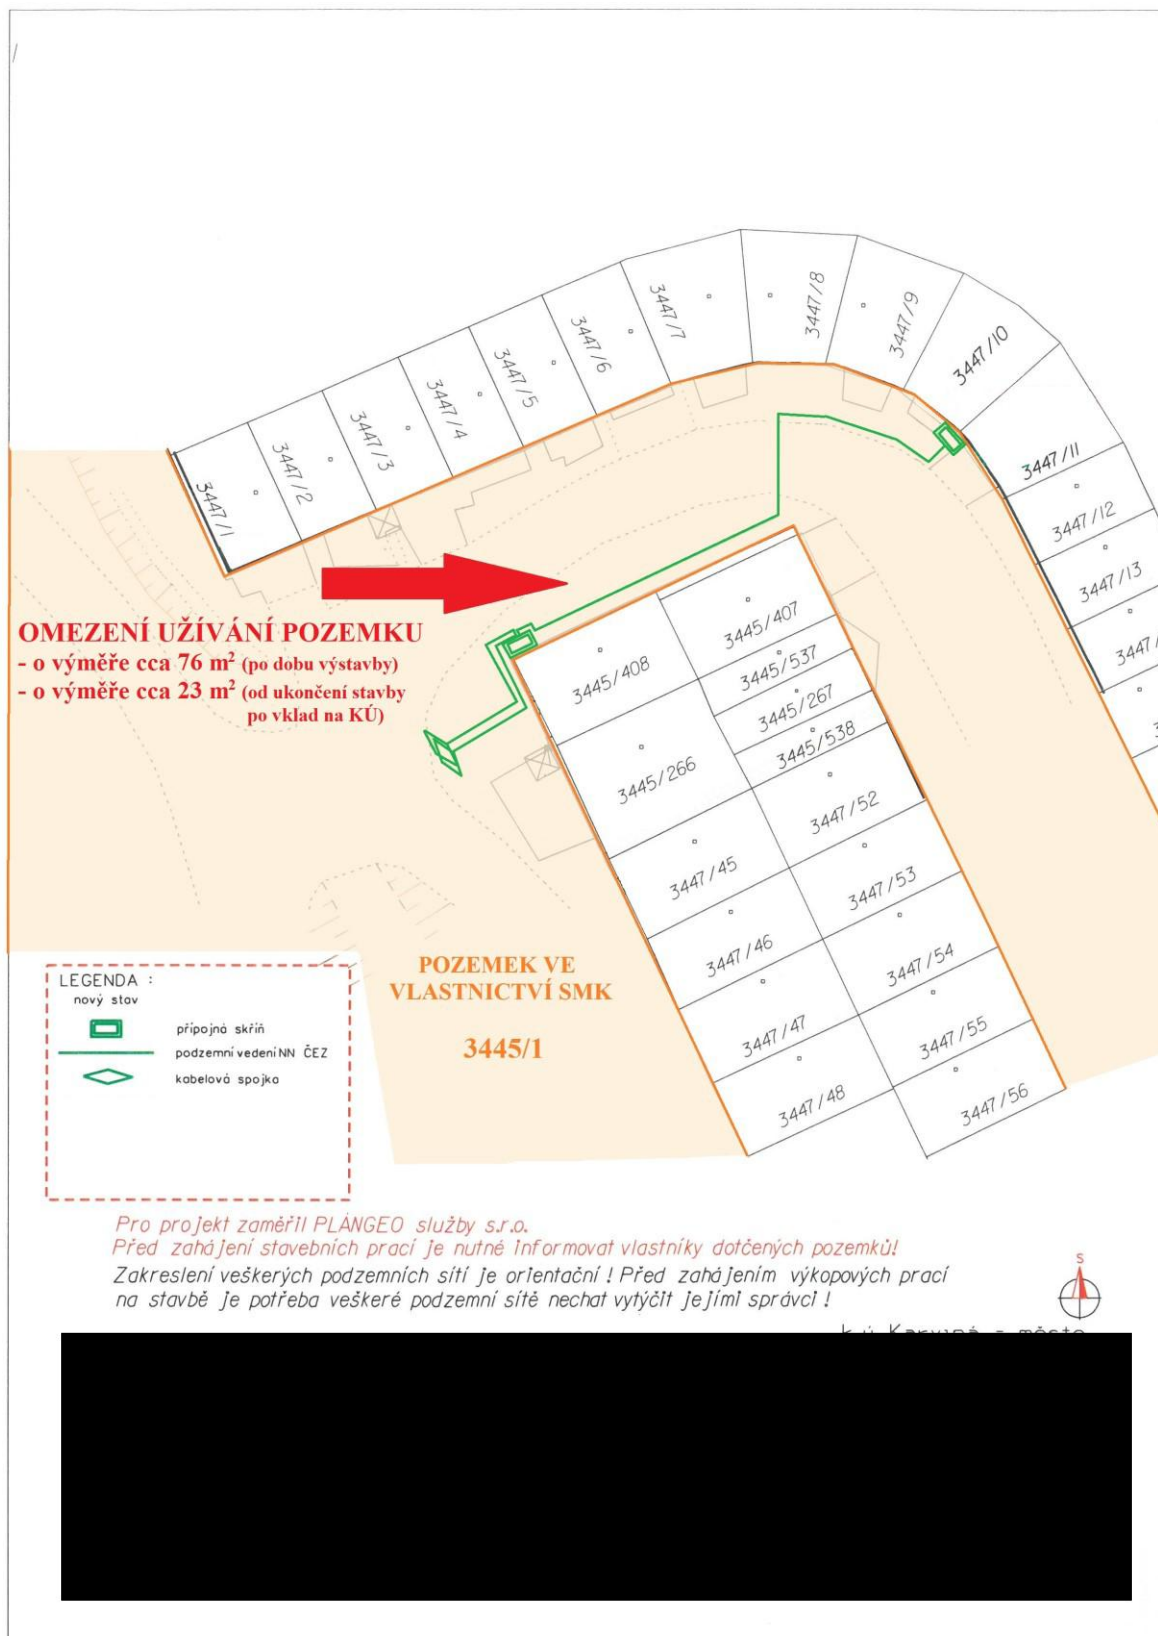 3447/1
3447/2
3447/3
3447/4
3447/5
3447/6
3447/7
3447/8
3447/9
3447/10
3447/11
3447/12
3447/13
3447/
OMEZENÍ UŽÍVÁNÍ POZEMKU
- o výměře cca 76 m² (po dobu výstavby)
- o výměře cca 23 m² (od ukončení stavby
po vklad na KÚ)
3445/408
3445/407
3445/537
3445/267
3445/538
3445/266
3447/52
3447/45
3447/53
3447/46
3447/54
3447/47
3447/55
3447/48
3447/56
POZEMEK VE
VLASTNICTVÍ SMK
3445/1
LEGENDA :
nový stav
přípojná skříň
podzemní vedení NN ČEZ
kabelová spojka
Pro projekt zaměřil PLANGEO služby s.r.o.
Před zahájení stavebních prací je nutné informovat vlastníky dotčených pozemků!
Zakreslení veškerých podzemních sítí je orientační ! Před zahájením výkopových prací
na stavbě je potřeba veškeré podzemní sítě nechat vytýčit jejími správci !
S
k.ú. Karviná - město